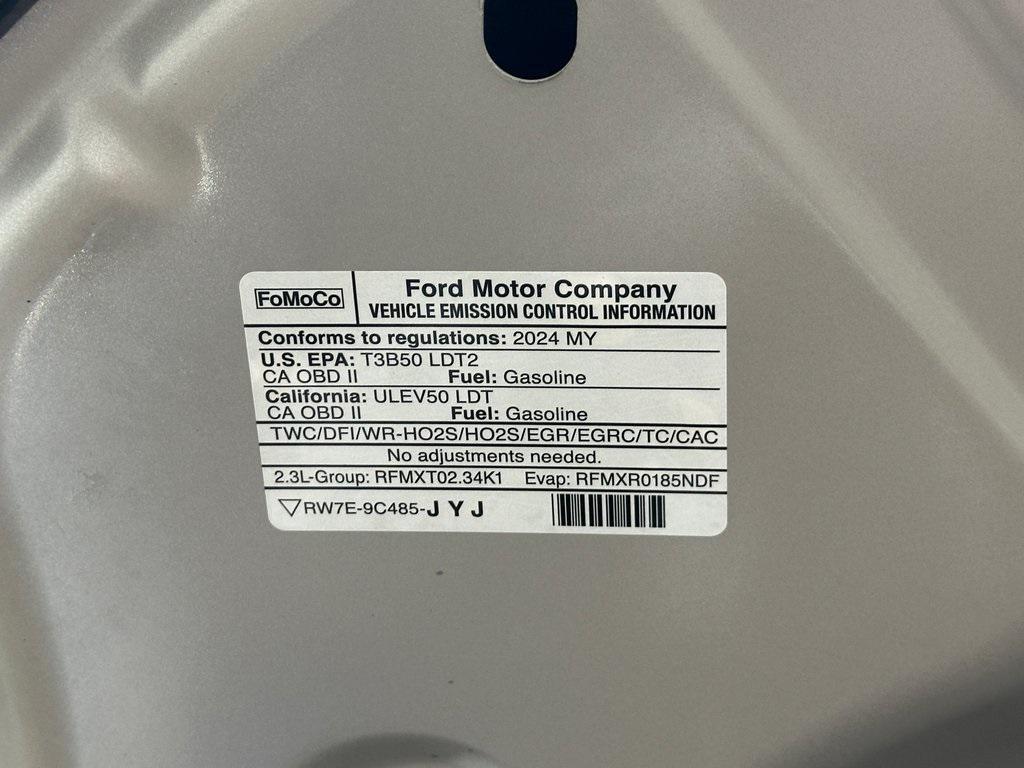 FoMoCo
Ford Motor Company
VEHICLE EMISSION CONTROL INFORMATION
Conforms to regulations: 2024 MY
U.S. EPA: T3B50 LDT2
CA OBD II Fuel: Gasoline
California: ULEV50 LDT
CA OBD II Fuel: Gasoline
TWC/DFI/WR-HO2S/HO2S/EGR/EGRC/TC/CAC
No adjustments needed.
2.3L-Group: RFMXT02.34K1 Evap: RFMXR0185NDF
RW7E-9C485-J Y J